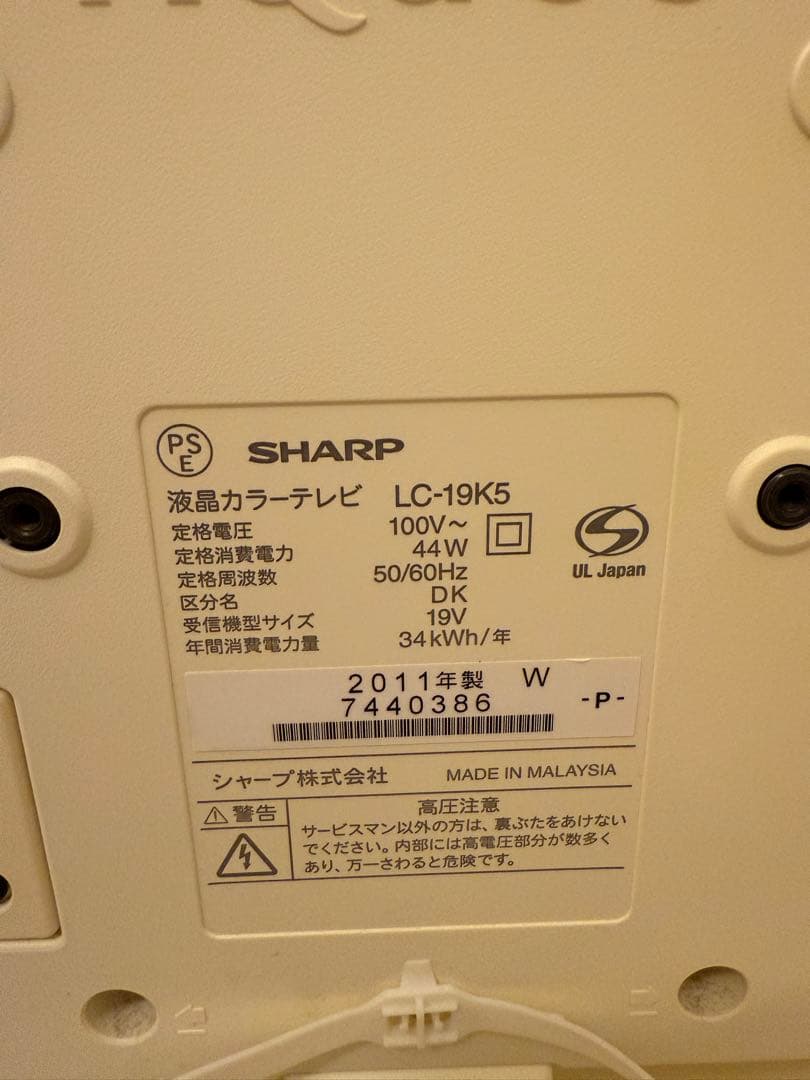 PS
E
SHARP
液晶カラーテレビ LC-19K5
定格電圧 100V～
定格消費電力 44W
定格周波数 50/60Hz
区分名 DK
受信機型サイズ 19V
年間消費電力量 34kWh/年
UL Japan
2011年製 W
7440386 -P-
シャープ株式会社 MADE IN MALAYSIA
警告
高圧注意
サービスマン以外の方は、裏ぶたをあけない
でください。内部には高電圧部分が数多く
あり、万一さわると危険です。